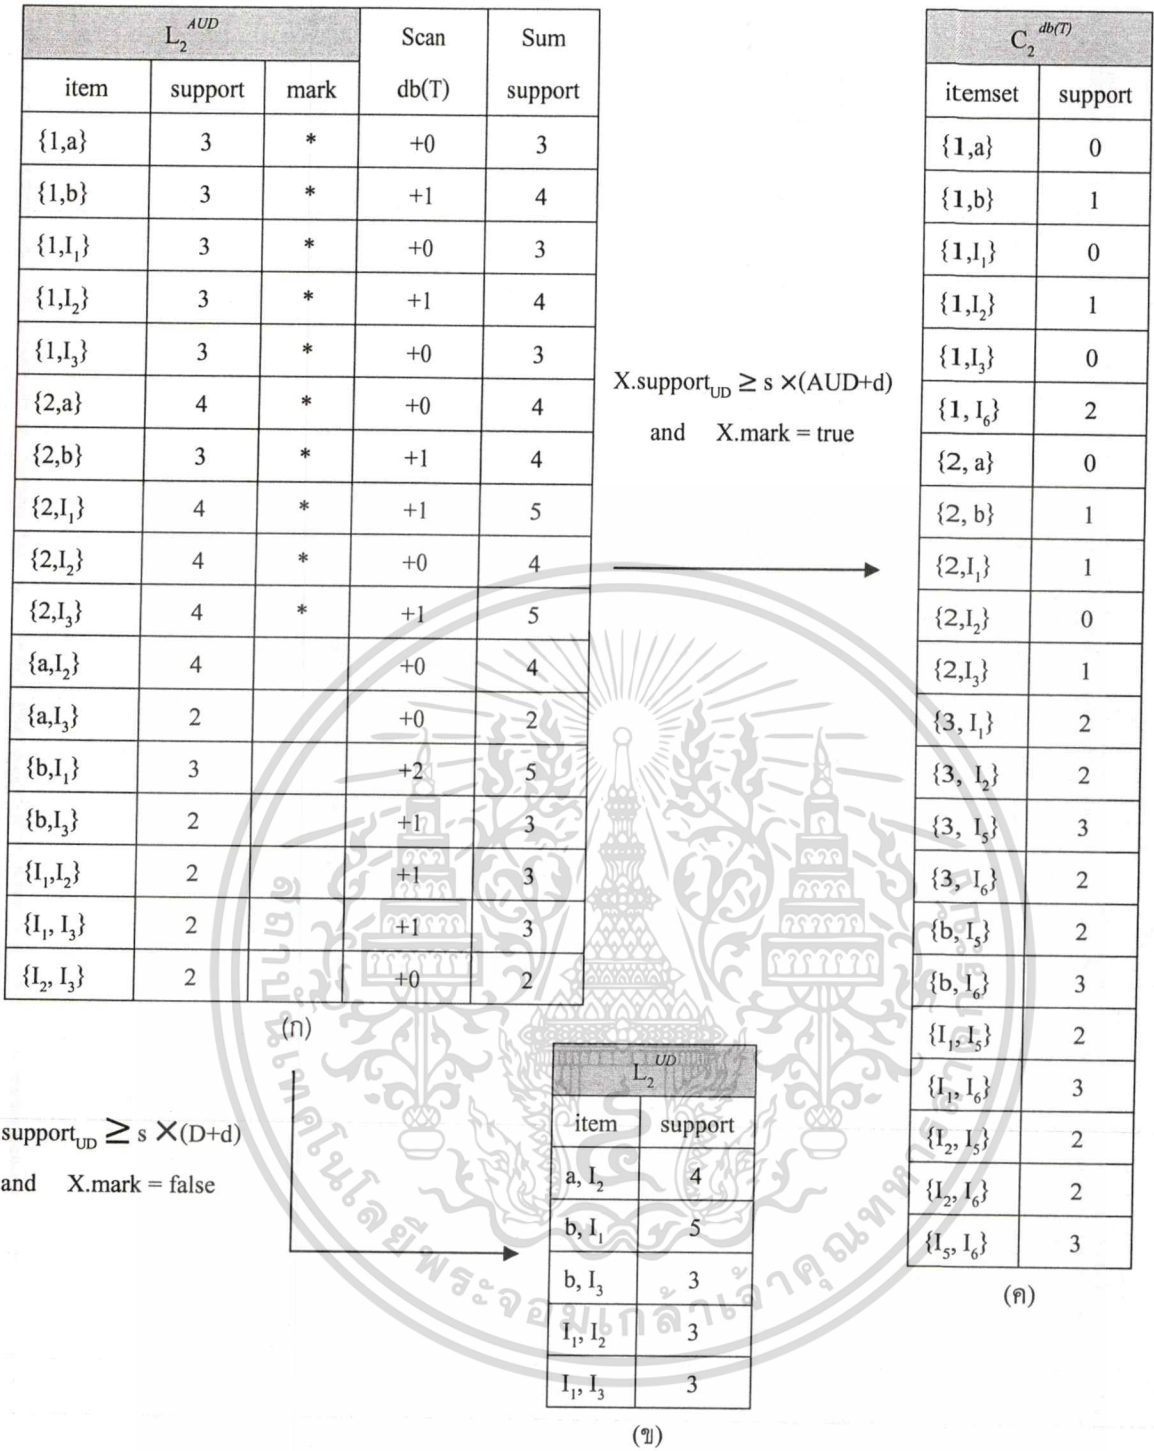 L₂ᴬᵁᴰ Scan Sum
item support mark db(T) support
{1,a} 3 * +0 3
{1,b} 3 * +1 4
{1,I₁} 3 * +0 3
{1,I₂} 3 * +1 4
{1,I₃} 3 * +0 3
{2,a} 4 * +0 4
{2,b} 3 * +1 4
{2,I₁} 4 * +1 5
{2,I₂} 4 * +0 4
{2,I₃} 4 * +1 5
{a,I₂} 4 +0 4
{a,I₃} 2 +0 2
{b,I₁} 3 +2 5
{b,I₃} 2 +1 3
{I₁,I₂} 2 +1 3
{I₁, I₃} 2 +1 3
{I₂, I₃} 2 +0 2
(ก)
X.support_UD ≥ s ×(AUD+d)
and X.mark = true
C₂^db(T)
itemset support
{1,a} 0
{1,b} 1
{1,I₁} 0
{1,I₂} 1
{1,I₃} 0
{1, I₆} 2
{2, a} 0
{2, b} 1
{2,I₁} 1
{2,I₂} 0
{2,I₃} 1
{3, I₁} 2
{3, I₂} 2
{3, I₅} 3
{3, I₆} 2
{b, I₅} 2
{b, I₆} 3
{I₁, I₅} 2
{I₁, I₆} 3
{I₂, I₅} 2
{I₂, I₆} 2
{I₅, I₆} 3
(ค)
support_UD ≥ s ×(D+d)
and X.mark = false
L₂^UD
item support
a, I₂ 4
b, I₁ 5
b, I₃ 3
I₁, I₂ 3
I₁, I₃ 3
(ข)